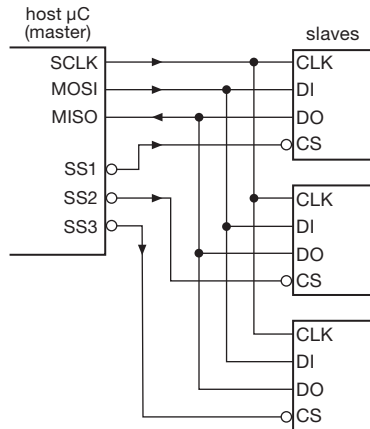 host µC
(master)
SCLK
MOSI
MISO
SS1
SS2
SS3
slaves
CLK
DI
DO
CS
CLK
DI
DO
CS
CLK
DI
DO
CS